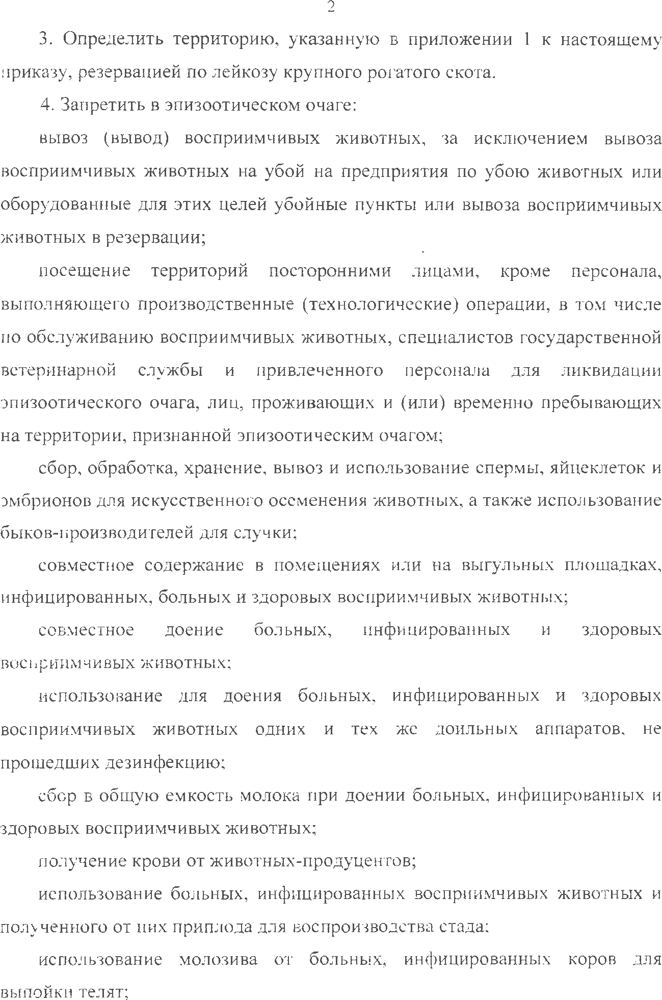 2
3. Определить территорию, указанную в приложении 1 к настоящему
приказу, резервацией по лейкозу крупного рогатого скота.
4. Запретить в эпизоотическом очаге:
вывоз (вывод) восприимчивых животных, за исключением вывоза
восприимчивых животных на убой на предприятия по убою животных или
оборудованные для этих целей убойные пункты или вывоза восприимчивых
животных в резервации;
посещение территорий посторонними лицами, кроме персонала,
выполняющего производственные (технологические) операции, в том числе
по обслуживанию восприимчивых животных, специалистов государственной
ветеринарной службы и привлеченного персонала для ликвидации
эпизоотического очага, лиц, проживающих и (или) временно пребывающих
на территории, признанной эпизоотическим очагом;
сбор, обработка, хранение, вывоз и использование спермы, яйцеклеток и
эмбрионов для искусственного осеменения животных, а также использование
быков-производителей для случки;
совместное содержание в помещениях или на выгульных площадках,
инфицированных, больных и здоровых восприимчивых животных;
совместное доение больных, инфицированных и здоровых
восприимчивых животных;
использование для доения больных, инфицированных и здоровых
восприимчивых животных одних и тех же доильных аппаратов, не
прошедших дезинфекцию;
сбор в общую емкость молока при доении больных, инфицированных и
здоровых восприимчивых животных;
получение крови от животных-продуцентов;
использование больных, инфицированных восприимчивых животных и
полученного от них приплода для воспроизводства стада;
использование молозива от больных, инфицированных коров для
выпойки телят;